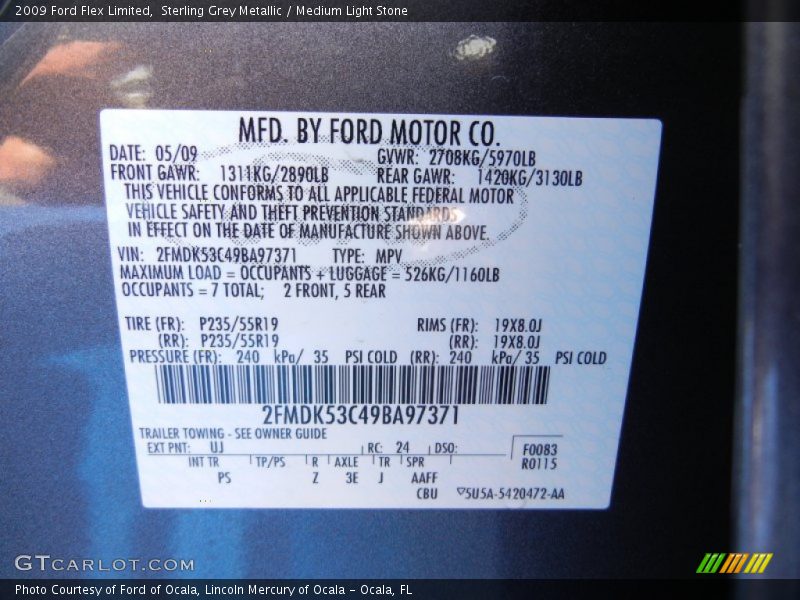 2009 Ford Flex Limited, Sterling Grey Metallic / Medium Light Stone
MFD. BY FORD MOTOR CO.
DATE: 05/09 GVWR: 2708KG/5970LB
FRONT GAWR: 1311KG/2890LB REAR GAWR: 1420KG/3130LB
THIS VEHICLE CONFORMS TO ALL APPLICABLE FEDERAL MOTOR
VEHICLE SAFETY AND THEFT PREVENTION STANDARDS
IN EFFECT ON THE DATE OF MANUFACTURE SHOWN ABOVE.
VIN: 2FMDK53C49BA97371 TYPE: MPV
MAXIMUM LOAD = OCCUPANTS + LUGGAGE = 526KG/1160LB
OCCUPANTS = 7 TOTAL; 2 FRONT, 5 REAR
TIRE (FR): P235/55R19 RIMS (FR): 19X8.0J
(RR): P235/55R19 (RR): 19X8.0J
PRESSURE (FR): 240 kPa/ 35 PSI COLD (RR): 240 kPa/ 35 PSI COLD
2FMDK53C49BA97371
TRAILER TOWING - SEE OWNER GUIDE
EXT PNT: UJ RC: 24 DSO: F0083
R0115
INT TR TP/PS R AXLE TR SPR
PS Z 3E J AAFF
CBU ▽5U5A-5420472-AA
GTCARLOT.COM
Photo Courtesy of Ford of Ocala, Lincoln Mercury of Ocala - Ocala, FL